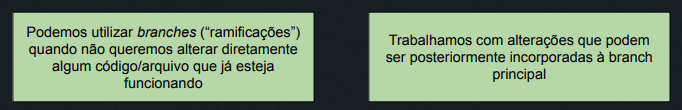 Podemos utilizar branches (“ramificações”)
quando não queremos alterar diretamente
algum código/arquivo que já esteja
funcionando
Trabalhamos com alterações que podem
ser posteriormente incorporadas à branch
principal